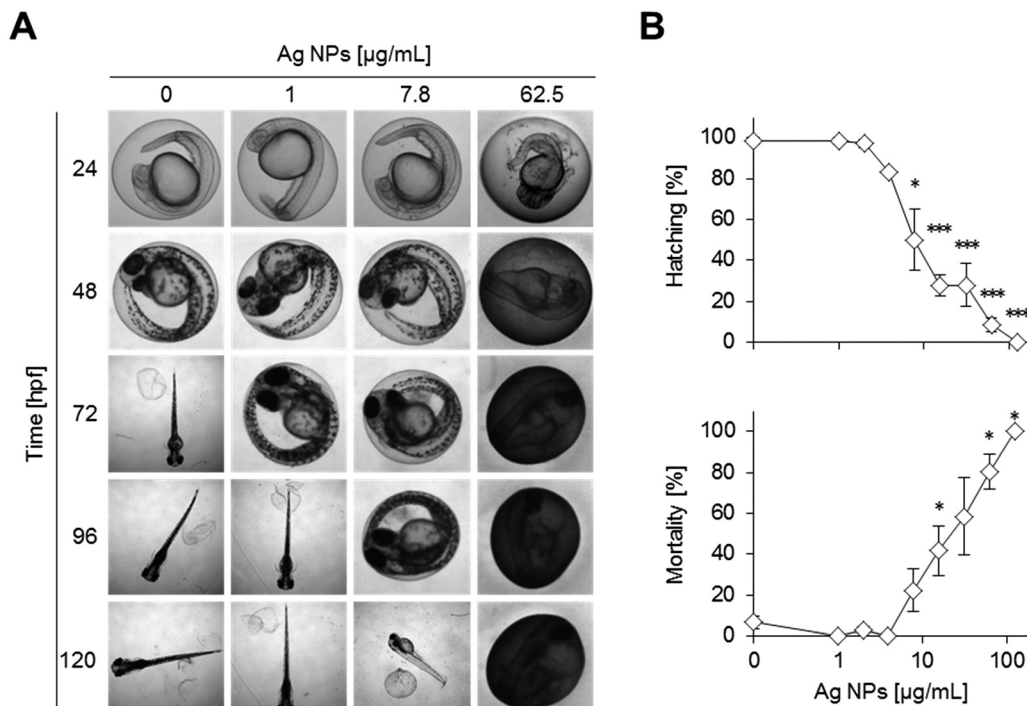 A
Ag NPs [µg/mL]
0 1 7.8 62.5
Time [hpf]
24
48
72
96
120
B
Hatching [%]
100
80
60
40
20
0
*
***
***
***
***
Mortality [%]
100
80
60
40
20
0
*
*
*
0 1 10 100
Ag NPs [µg/mL]